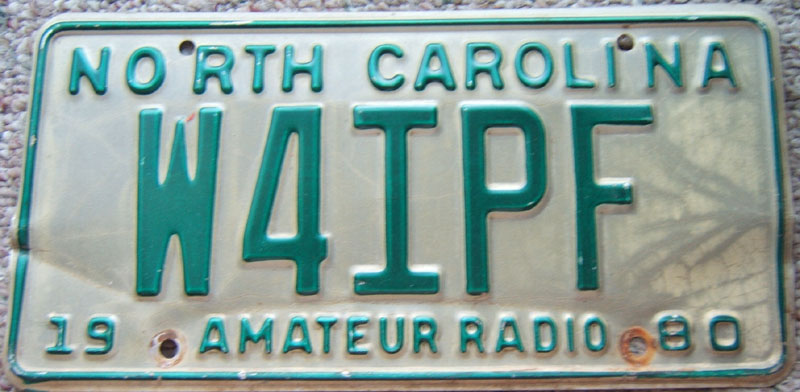 NORTH CAROLINA
W4IPF
19 AMATEUR RADIO 80